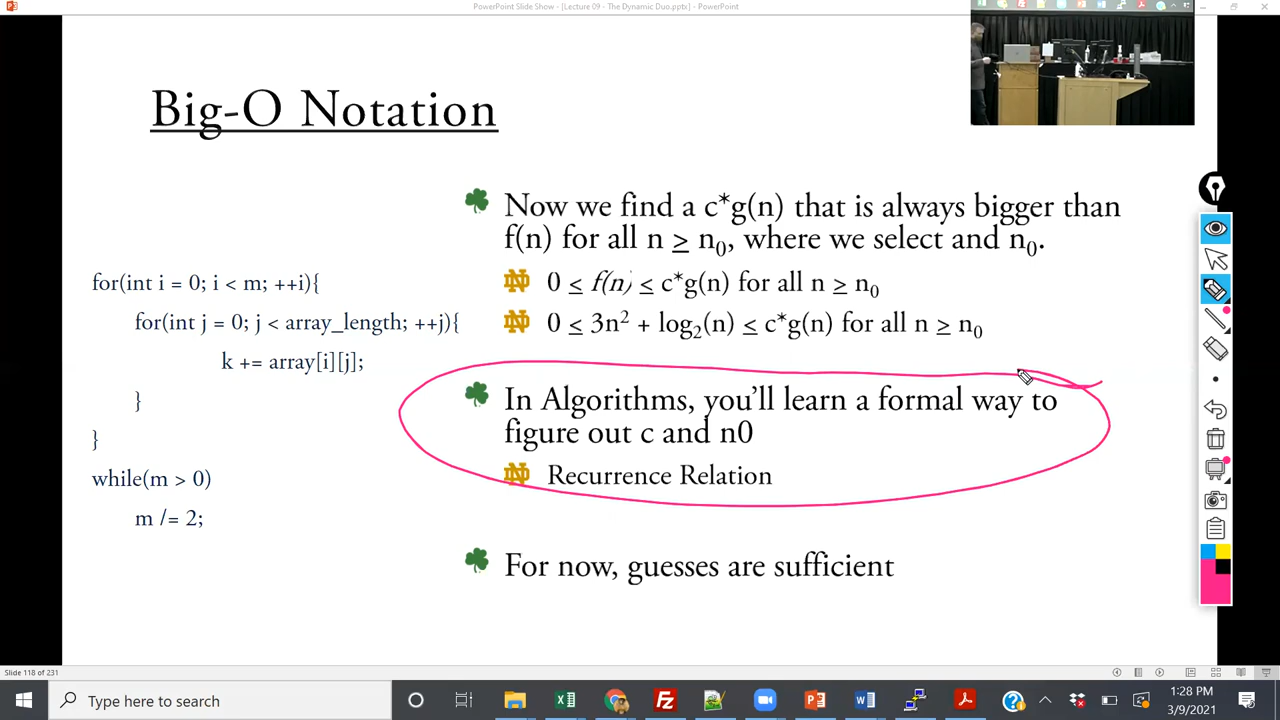 PowerPoint Slide Show - [Lecture 09 - The Dynamic Duo.pptx] - PowerPoint
Big-O Notation
for(int i = 0; i < m; ++i){
for(int j = 0; j < array_length; ++j){
k += array[i][j];
}
}
while(m > 0)
m /= 2;
Now we find a c*g(n) that is always bigger than
f(n) for all n ≥ n₀, where we select and n₀.
0 ≤ f(n) ≤ c*g(n) for all n ≥ n₀
0 ≤ 3n² + log₂(n) ≤ c*g(n) for all n ≥ n₀
In Algorithms, you'll learn a formal way to
figure out c and n0
Recurrence Relation
For now, guesses are sufficient
Slide 118 of 231
Type here to search
1:28 PM
3/9/2021